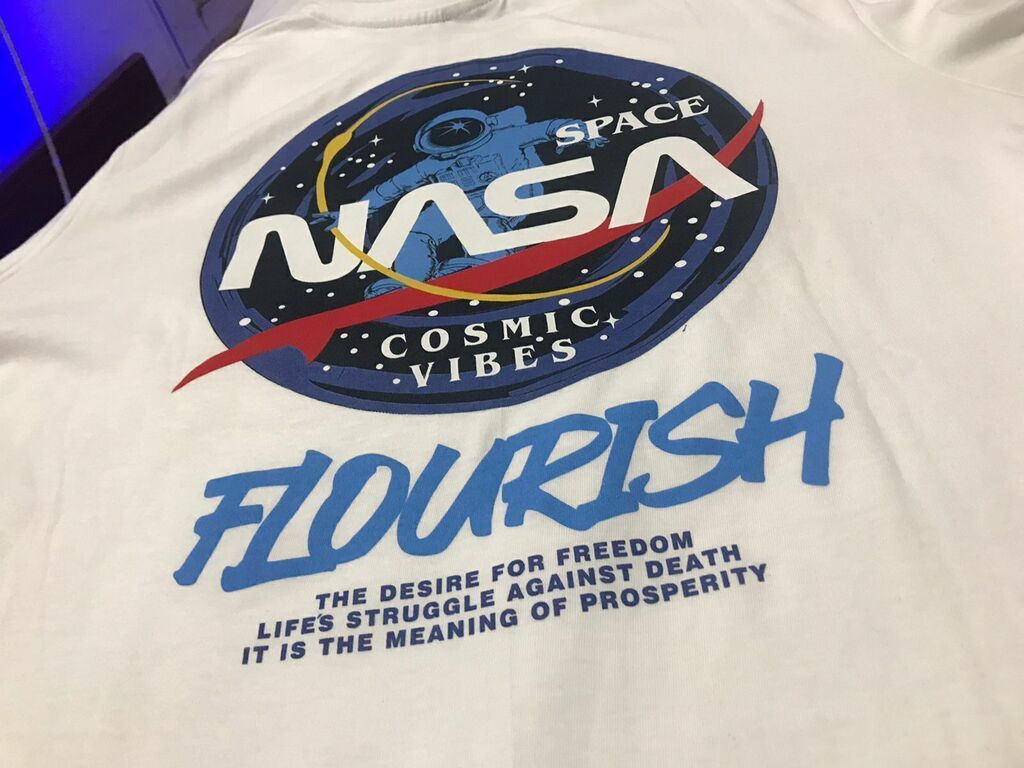 SPACE
NASA
COSMIC
VIBES
FLOURISH
THE DESIRE FOR FREEDOM
LIFE'S STRUGGLE AGAINST DEATH
IT IS THE MEANING OF PROSPERITY